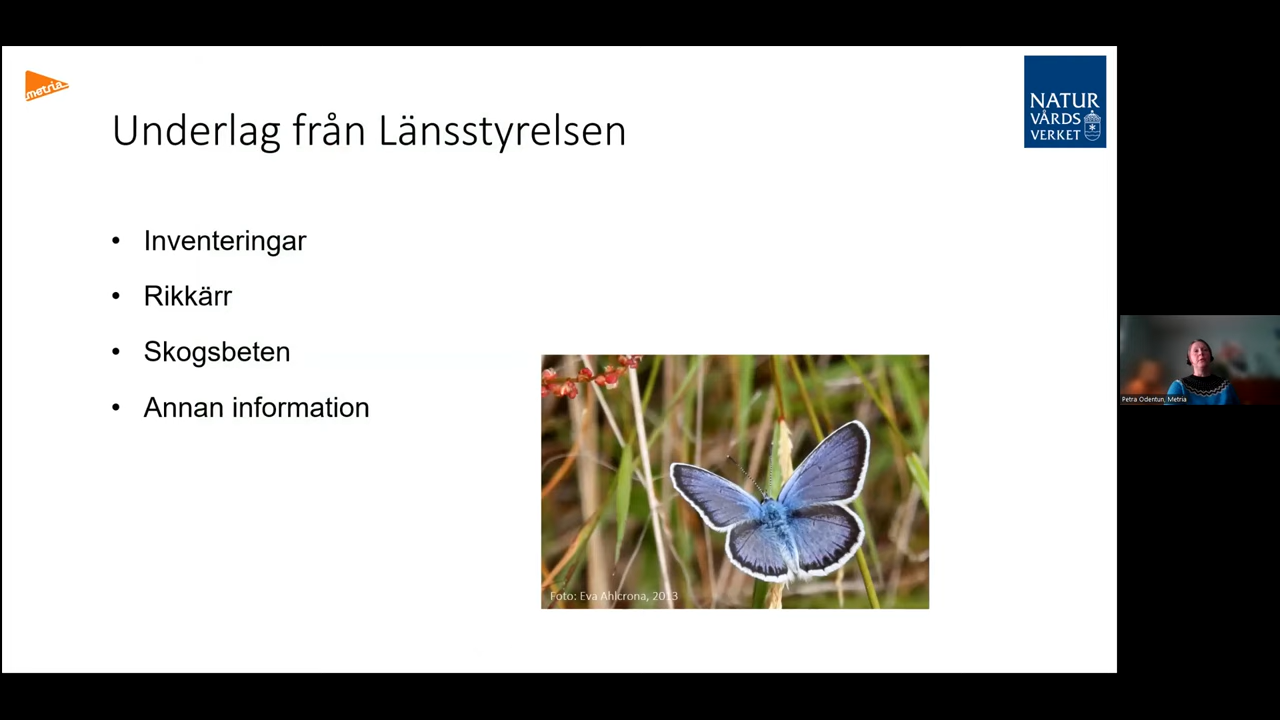 metria
Underlag från Länsstyrelsen
NATUR
VÅRDS
VERKET
• Inventeringar
• Rikkärr
• Skogsbeten
• Annan information
Foto: Eva Ahlcrona, 2013
Petra Odentun, Metria